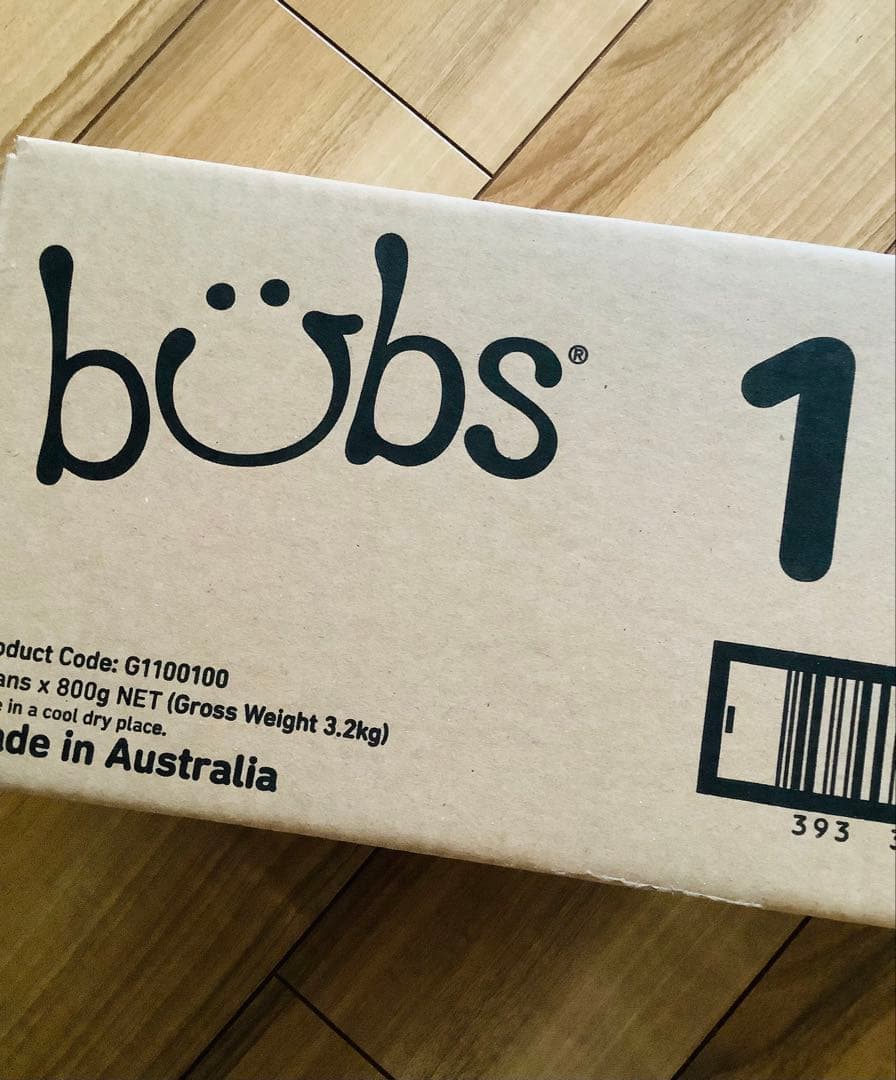 bübs®
1
oduct Code: G1100100
ans x 800g NET (Gross Weight 3.2kg)
e in a cool dry place.
ade in Australia
393